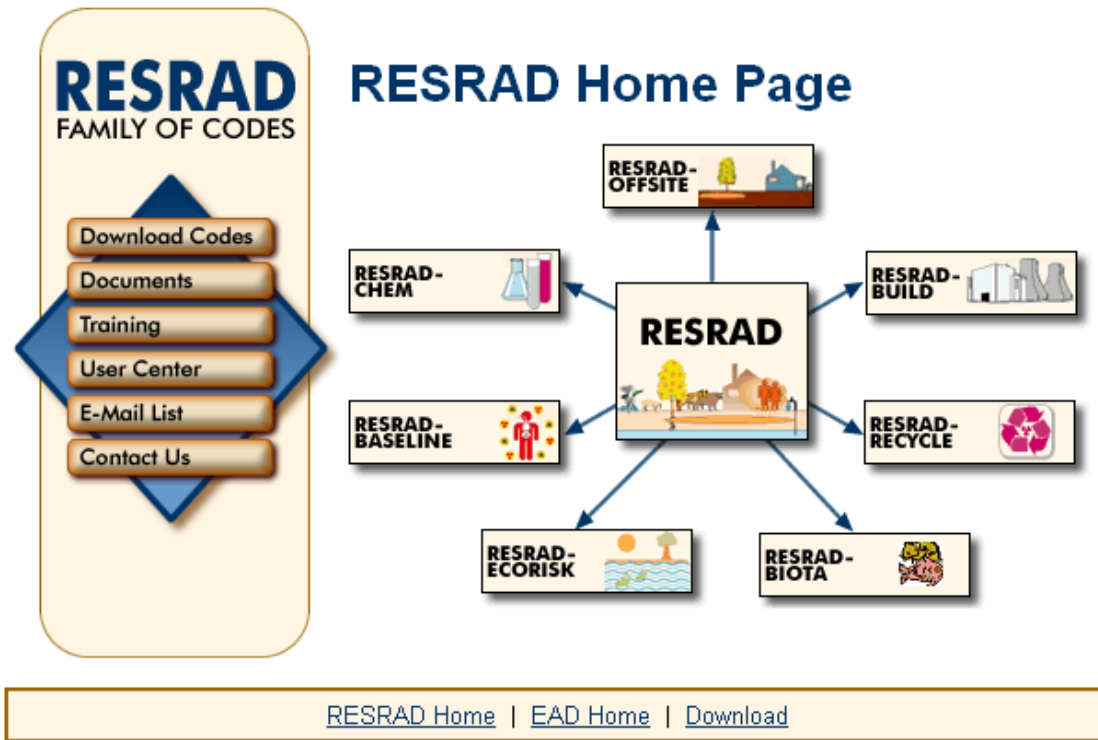 RESRAD
FAMILY OF CODES
Download Codes
Documents
Training
User Center
E-Mail List
Contact Us
RESRAD Home Page
RESRAD-
OFFSITE
RESRAD-
CHEM
RESRAD-
BUILD
RESRAD
RESRAD-
BASELINE
RESRAD-
RECYCLE
RESRAD-
ECORISK
RESRAD-
BIOTA
RESRAD Home | EAD Home | Download